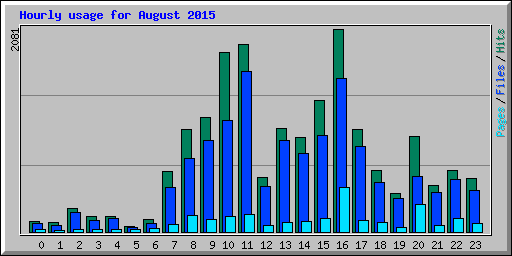 Hourly usage for August 2015
2081
Pages/Files/Hits
0 1 2 3 4 5 6 7 8 9 10 11 12 13 14 15 16 17 18 19 20 21 22 23